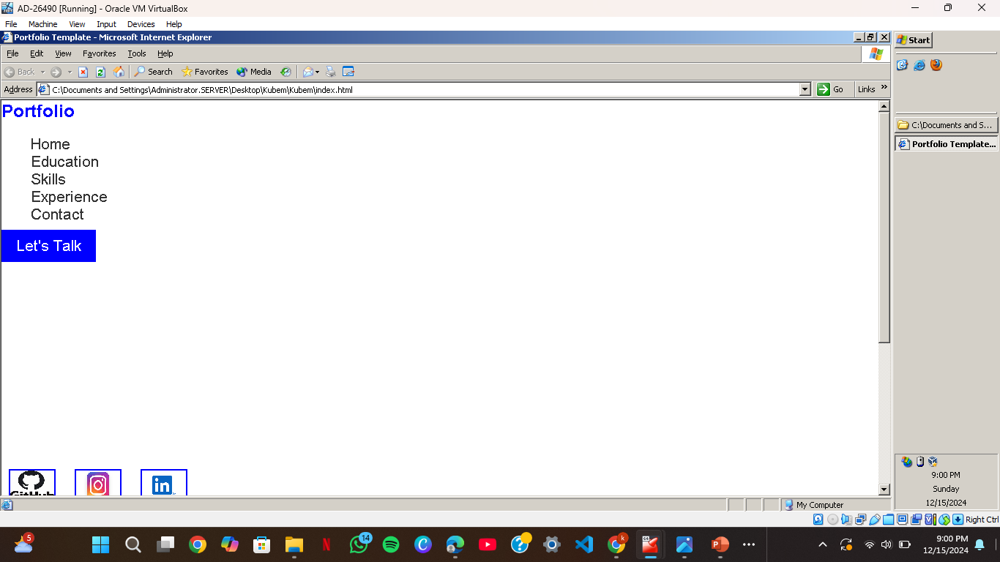 AD-26490 [Running] - Oracle VM VirtualBox
File Machine View Input Devices Help
Portfolio Template - Microsoft Internet Explorer
File Edit View Favorites Tools Help
Back Search Favorites Media
Address C:\Documents and Settings\Administrator.SERVER\Desktop\Kubem\Kubem\index.html Go Links »
Portfolio
Home
Education
Skills
Experience
Contact
Let's Talk
GitHub
in
My Computer
Start
C:\Documents and S...
Portfolio Template...
9:00 PM
Sunday
12/15/2024
Right Ctrl
5
14
k
9:00 PM
12/15/2024